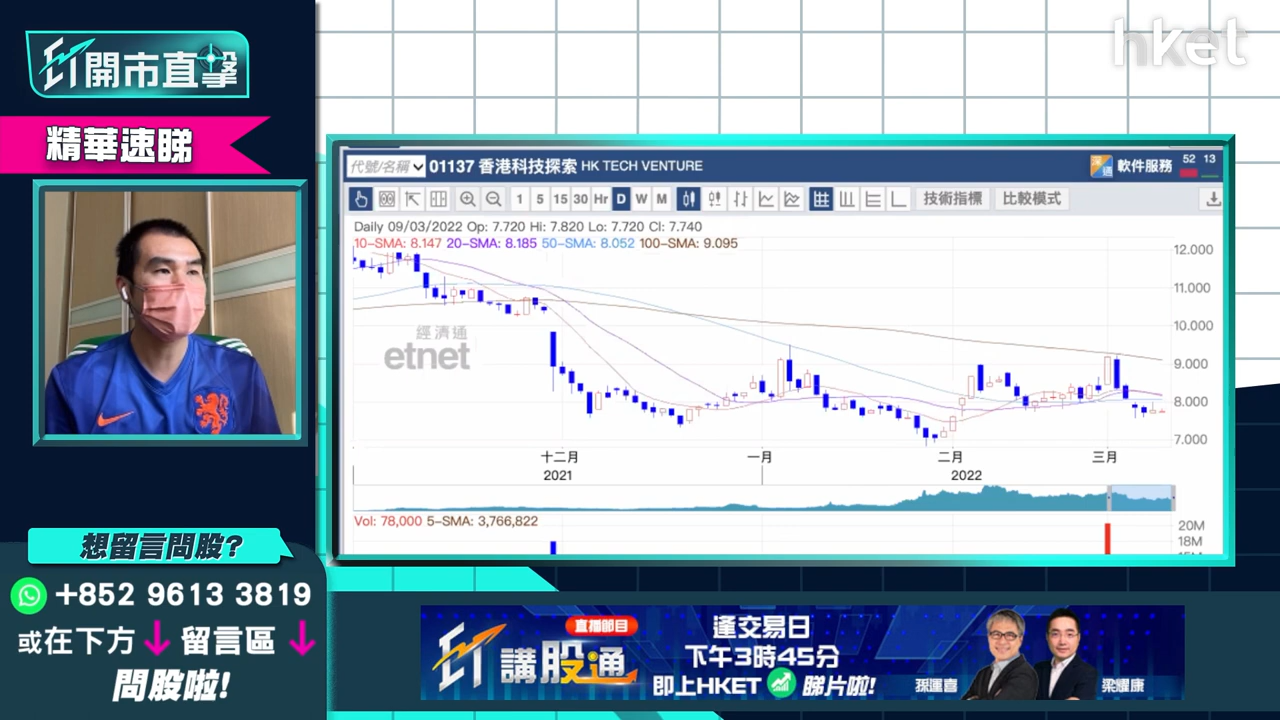 hket
ET開市直擊
精華速睇
代號/名稱 01137 香港科技探索 HK TECH VENTURE
深 通 軟件服務 52 13
1 5 15 30 Hr D W M 技術指標 比較模式
Daily 09/03/2022 Op: 7.720 Hi: 7.820 Lo: 7.720 Cl: 7.740
10-SMA: 8.147 20-SMA: 8.185 50-SMA: 8.052 100-SMA: 9.095
12.000
11.000
10.000
9.000
8.000
7.000
經濟通
etnet
十二月 一月 二月 三月
2021 2022
Vol: 78,000 5-SMA: 3,766,822
20M
18M
想留言問股?
+852 9613 3819
或在下方 留言區
問股啦!
ET講股通
直播節目
逢交易日
下午3時45分
即上HKET 睇片啦!
孫運喜 梁耀康